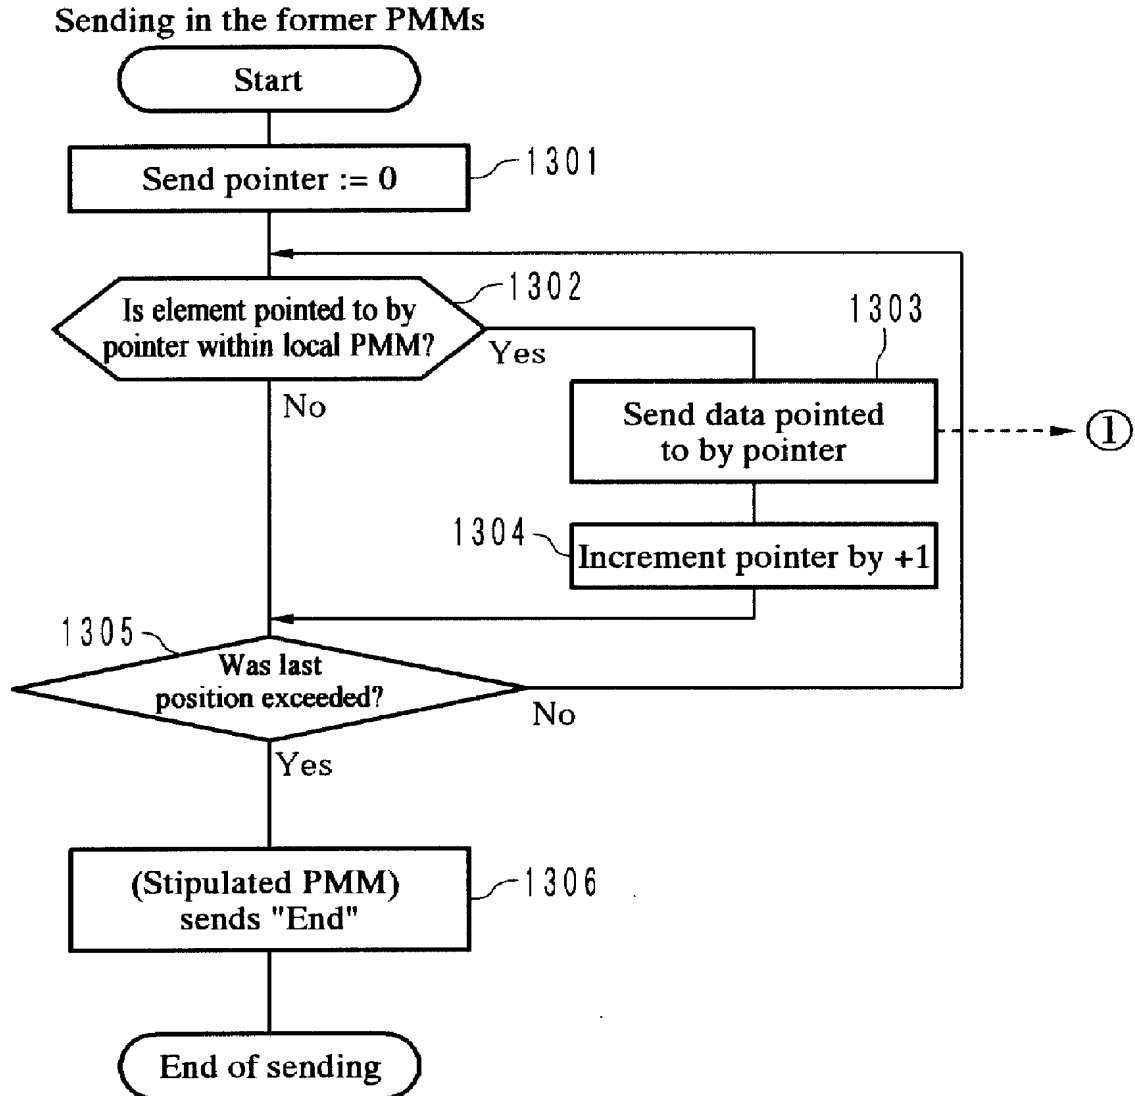 Sending in the former PMMs
Start
Send pointer := 0
1301
Is element pointed to by
pointer within local PMM?
1302
Yes
No
1303
Send data pointed
to by pointer
①
1304
Increment pointer by +1
1305
Was last
position exceeded?
No
Yes
(Stipulated PMM)
sends "End"
1306
End of sending